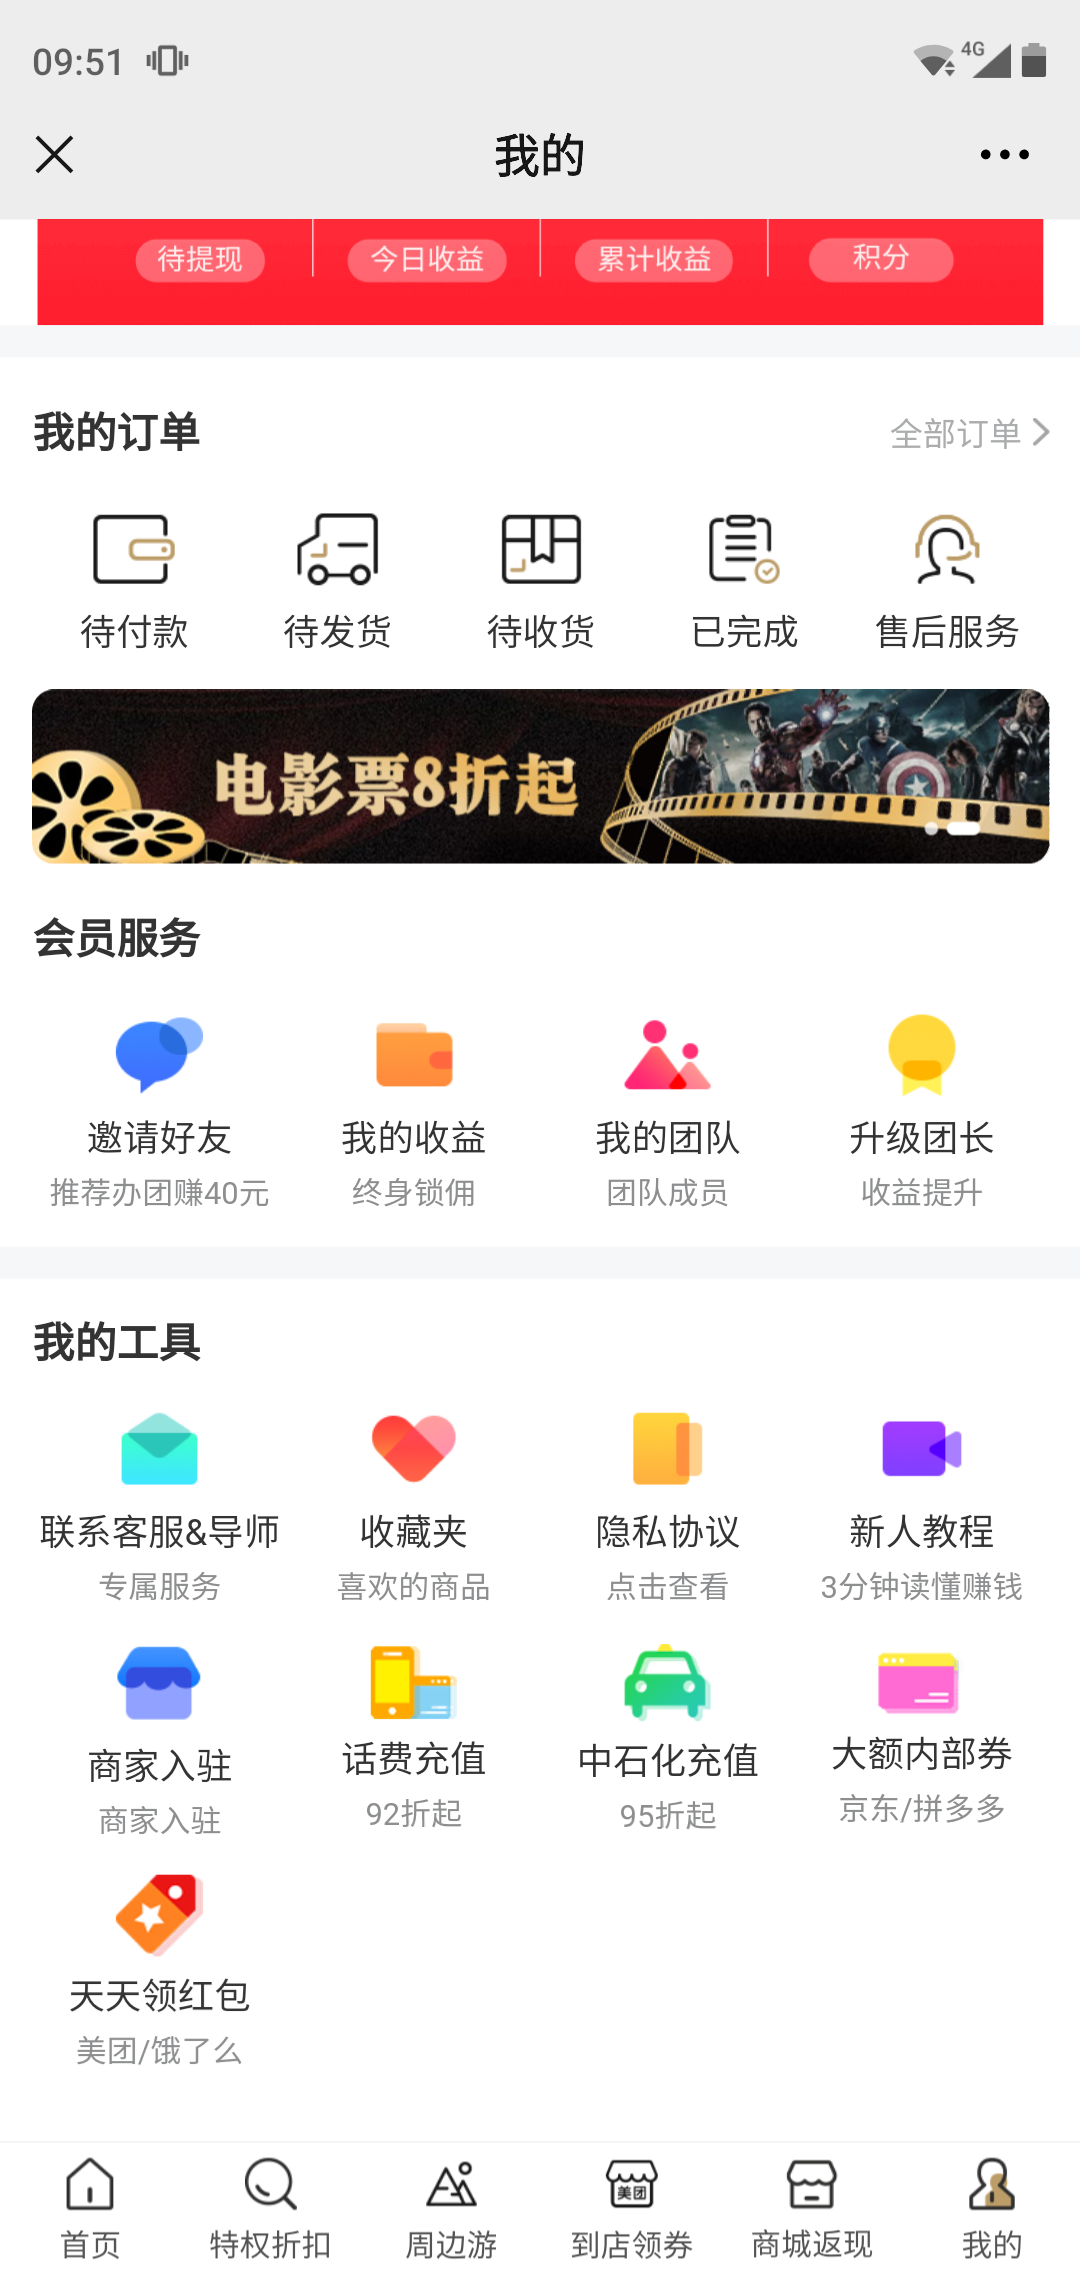 09:51
4G
我的
待提现 今日收益 累计收益 积分
我的订单 全部订单
待付款 待发货 待收货 已完成 售后服务
电影票8折起
会员服务
邀请好友 我的收益 我的团队 升级团长
推荐办团赚40元 终身锁佣 团队成员 收益提升
我的工具
联系客服&导师 收藏夹 隐私协议 新人教程
专属服务 喜欢的商品 点击查看 3分钟读懂赚钱
商家入驻 话费充值 中石化充值 大额内部券
商家入驻 92折起 95折起 京东/拼多多
天天领红包
美团/饿了么
美团
首页 特权折扣 周边游 到店领券 商城返现 我的